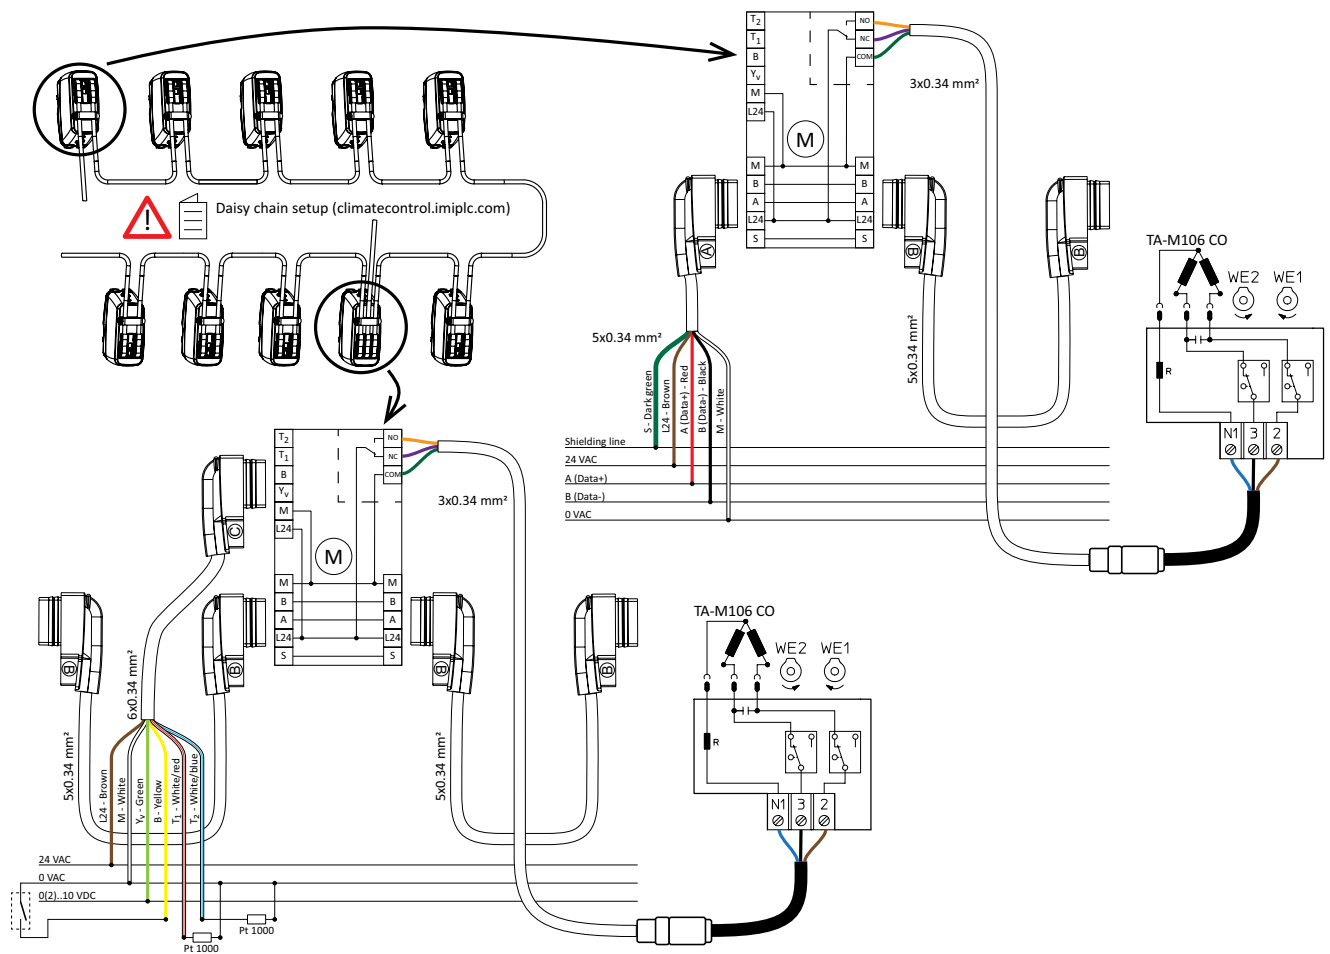 T2
T1
B
Yv
M
L24
NO
NC
COM
3x0.34 mm²
M
M
B
A
L24
S
M
B
A
L24
S
Daisy chain setup (climatecontrol.imiplc.com)
A
B
B
5x0.34 mm²
S - Dark green
L24 - Brown
A (Data+) - Red
B (Data-) - Black
M - White
5x0.34 mm²
Shielding line
24 VAC
A (Data+)
B (Data-)
0 VAC
TA-M106 CO
WE2 WE1
R
N1 3 2
T2
T1
B
Yv
M
L24
NO
NC
COM
3x0.34 mm²
M
M
B
A
L24
S
M
B
A
L24
S
C
B
B
B
B
6x0.34 mm²
5x0.34 mm²
5x0.34 mm²
L24 - Brown
M - White
Yv - Green
B - Yellow
T1 - White/red
T2 - White/blue
24 VAC
0 VAC
0(2)..10 VDC
Pt 1000
Pt 1000
TA-M106 CO
WE2 WE1
R
N1 3 2